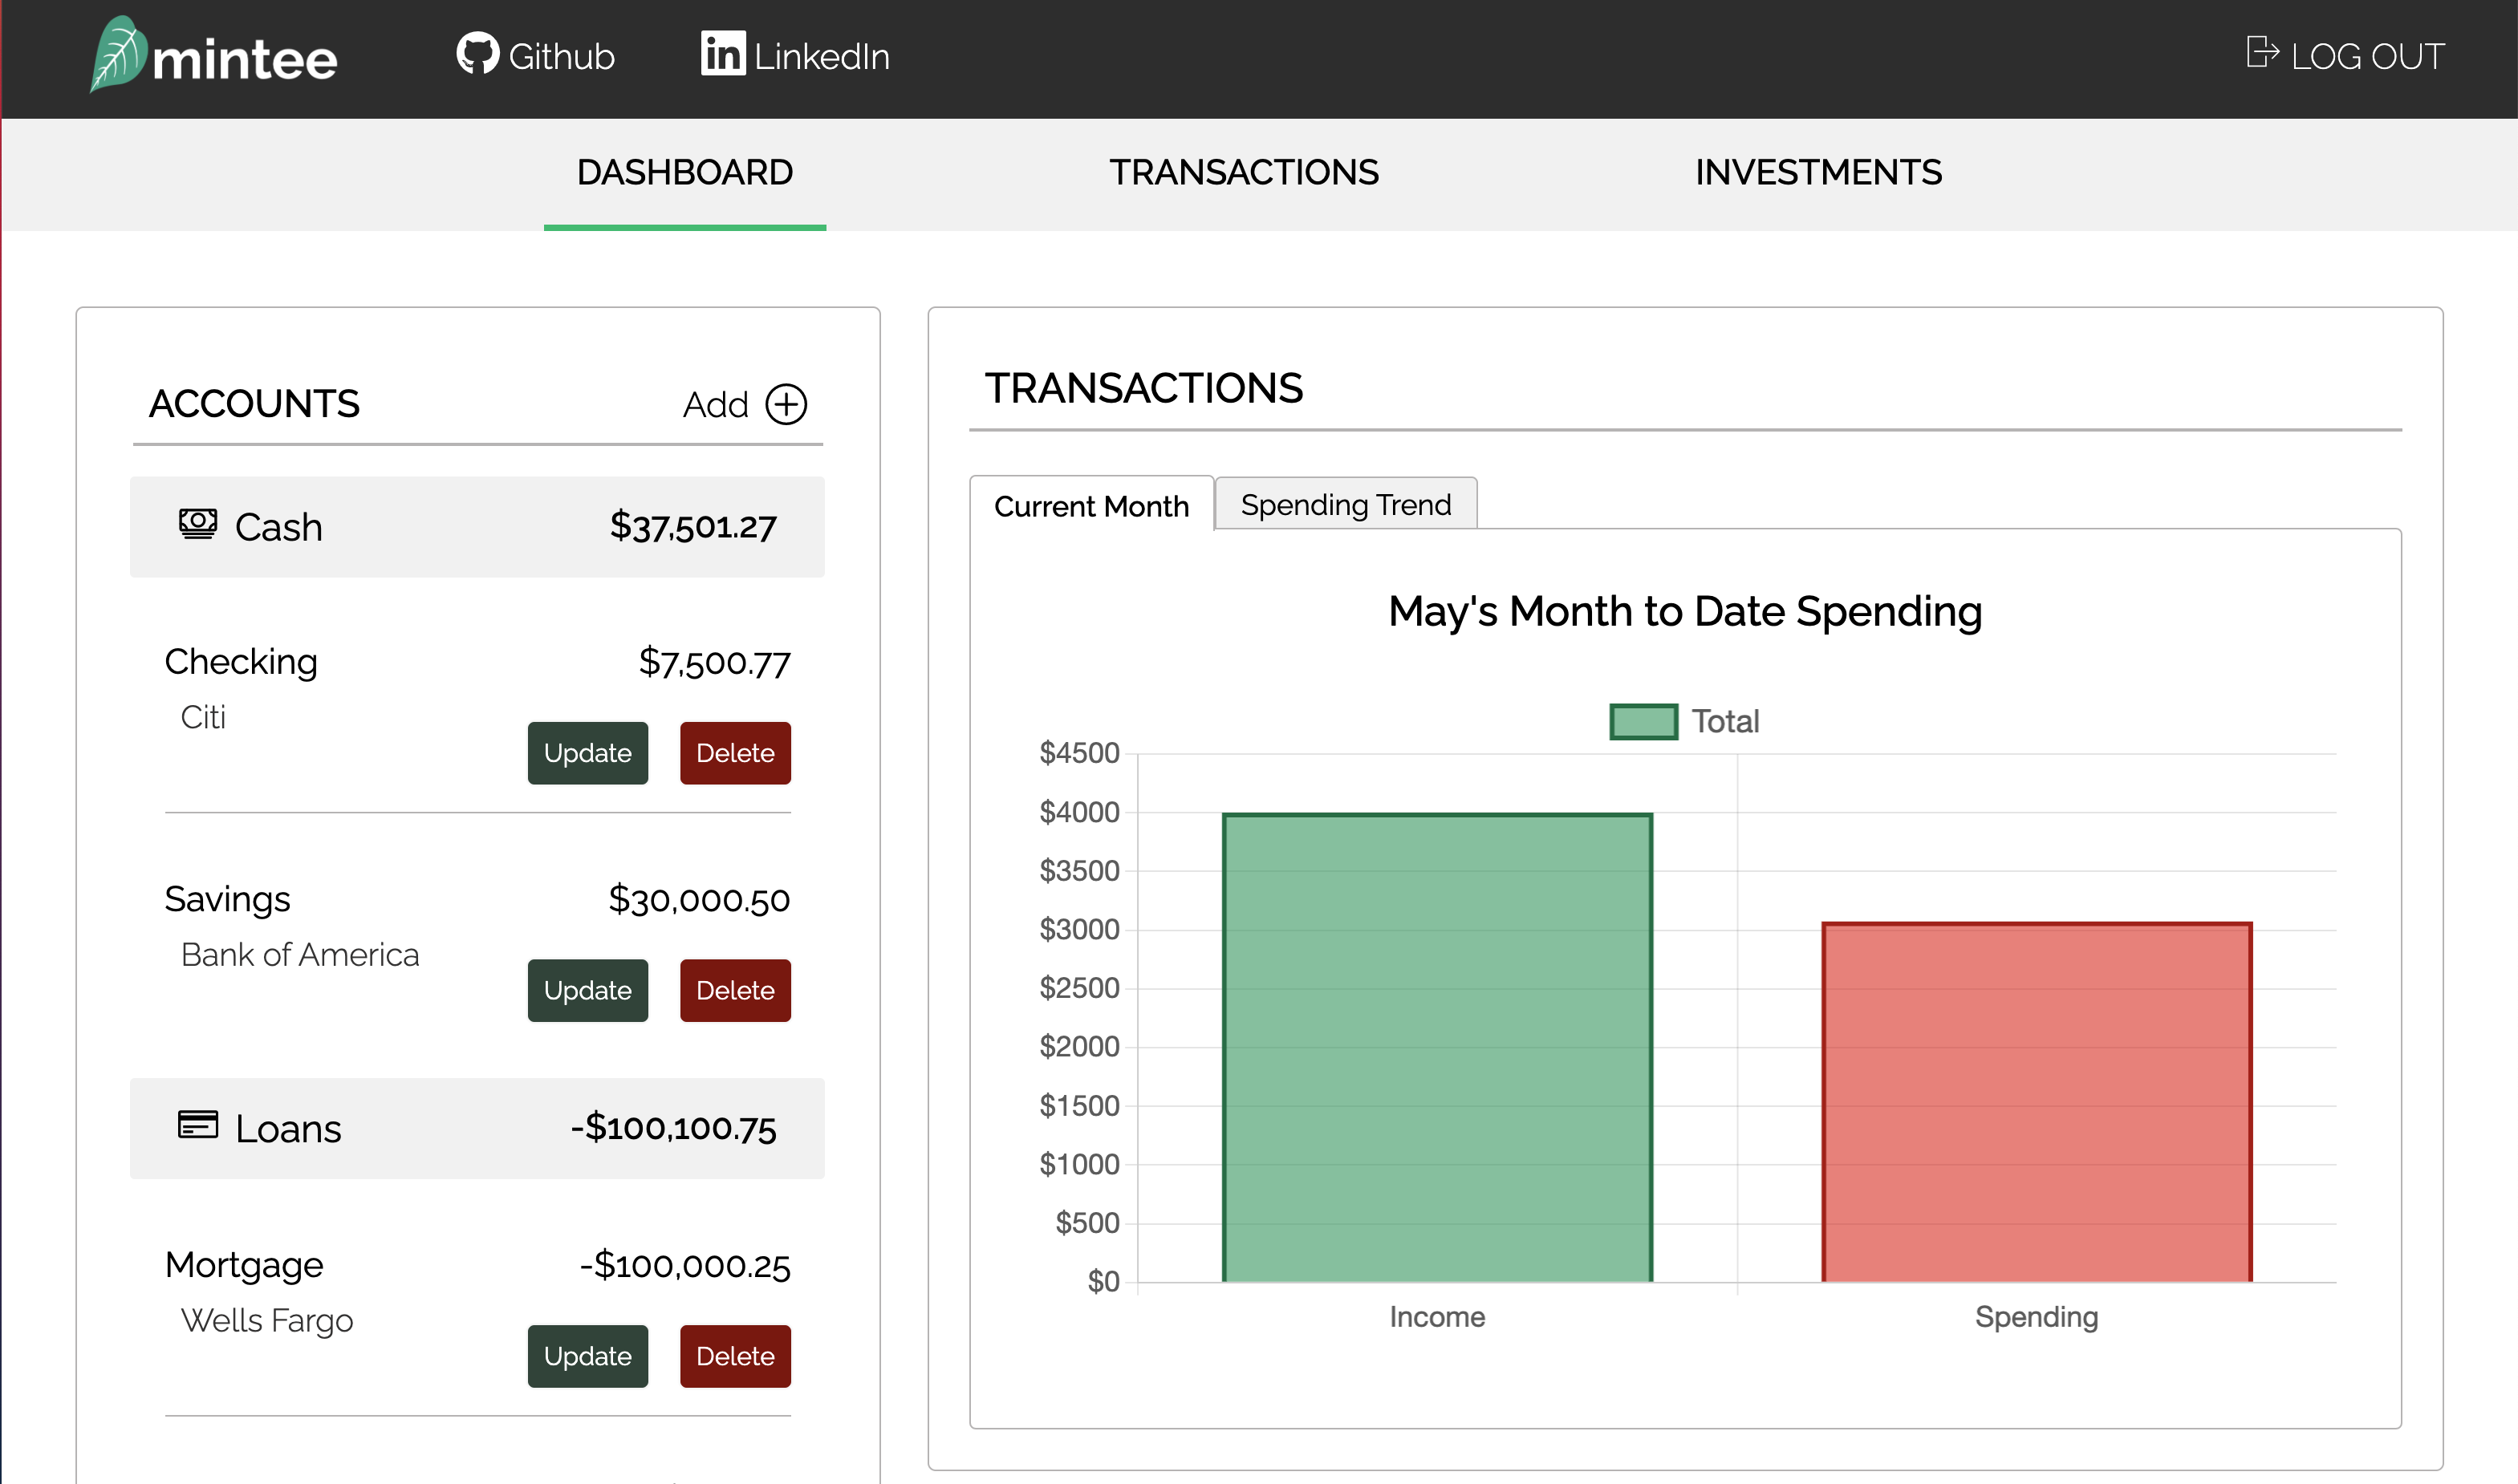 mintee
Github
LinkedIn
LOG OUT
DASHBOARD
TRANSACTIONS
INVESTMENTS
ACCOUNTS
Add
Cash $37,501.27
Checking $7,500.77
Citi
Update Delete
Savings $30,000.50
Bank of America
Update Delete
Loans -$100,100.75
Mortgage -$100,000.25
Wells Fargo
Update Delete
TRANSACTIONS
Current Month Spending Trend
May's Month to Date Spending
Total
$4500
$4000
$3500
$3000
$2500
$2000
$1500
$1000
$500
$0
Income Spending